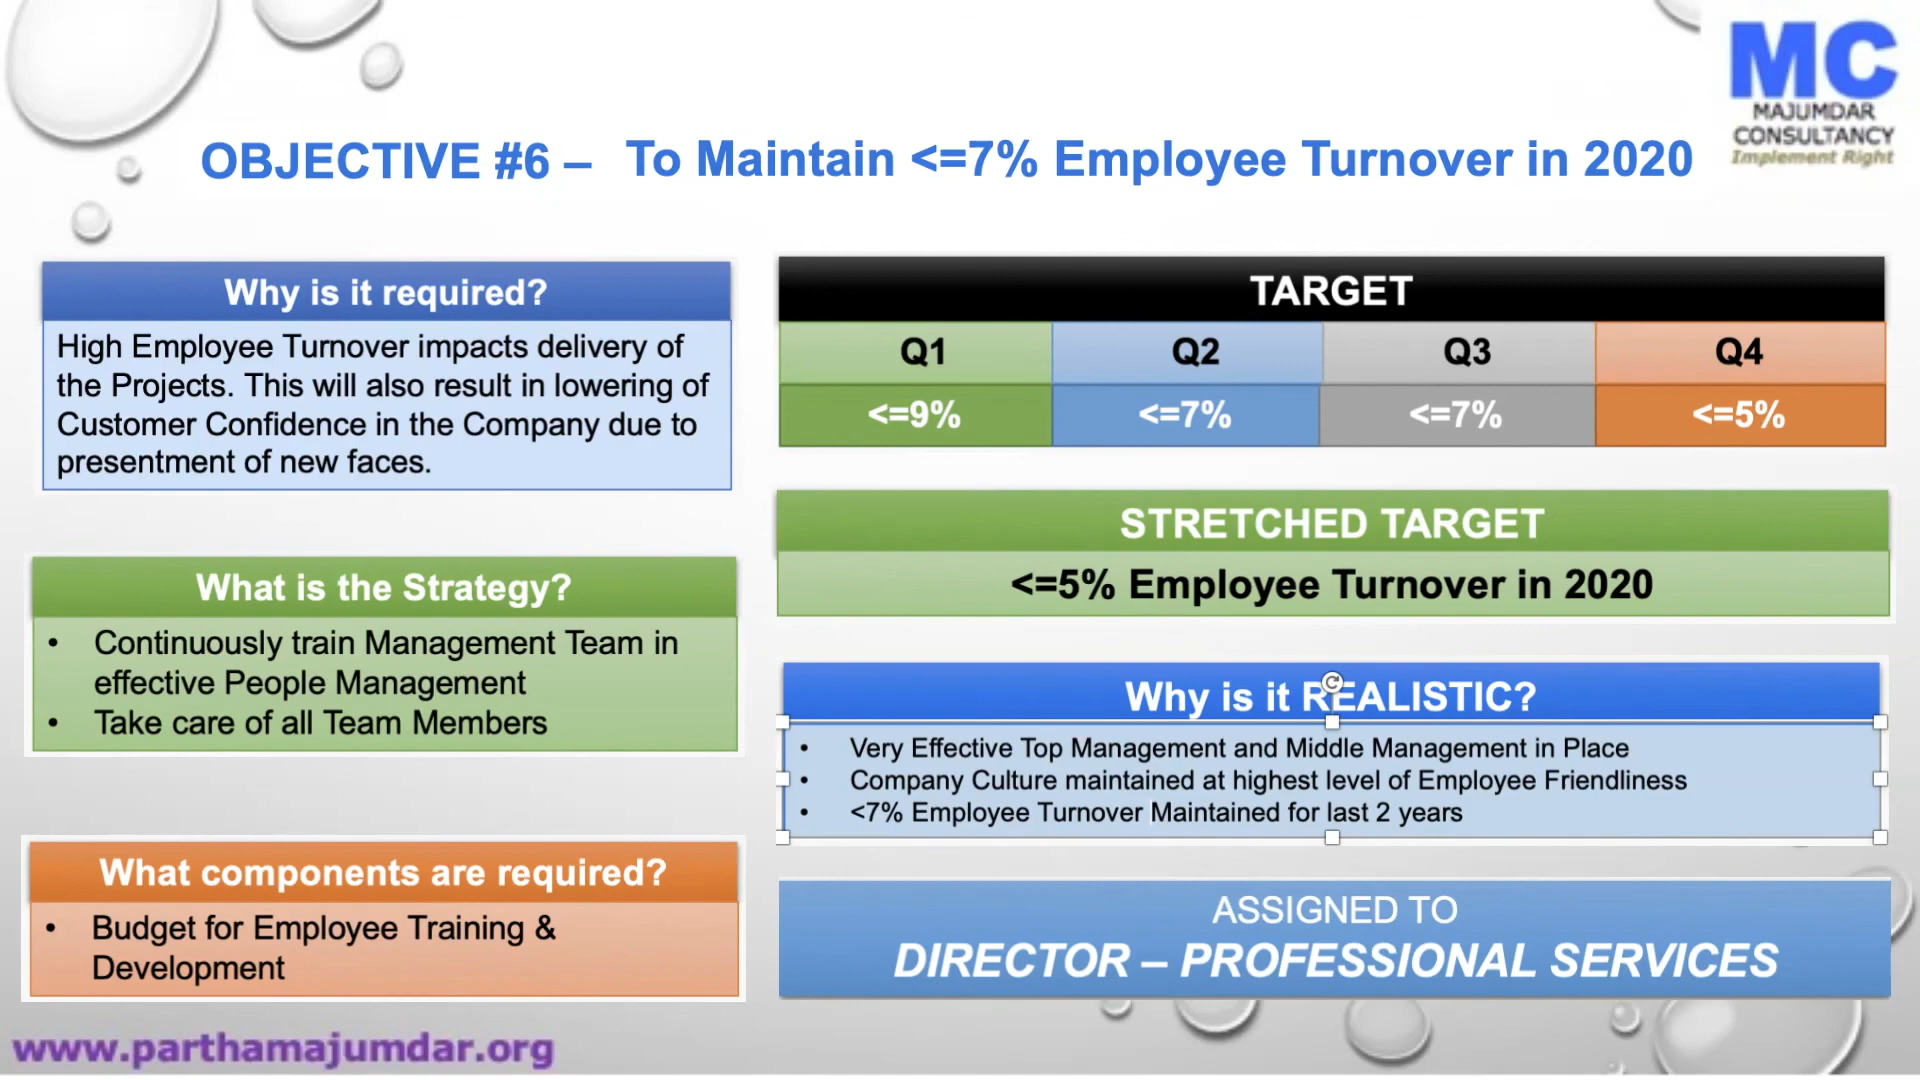 MC
MAJUMDAR
CONSULTANCY
Implement Right
OBJECTIVE #6 – To Maintain <=7% Employee Turnover in 2020
Why is it required?
High Employee Turnover impacts delivery of
the Projects. This will also result in lowering of
Customer Confidence in the Company due to
presentment of new faces.
What is the Strategy?
• Continuously train Management Team in
effective People Management
• Take care of all Team Members
What components are required?
• Budget for Employee Training &
Development
TARGET
Q1 Q2 Q3 Q4
<=9% <=7% <=7% <=5%
STRETCHED TARGET
<=5% Employee Turnover in 2020
Why is it REALISTIC?
• Very Effective Top Management and Middle Management in Place
• Company Culture maintained at highest level of Employee Friendliness
• <7% Employee Turnover Maintained for last 2 years
ASSIGNED TO
DIRECTOR – PROFESSIONAL SERVICES
www.parthamajumdar.org